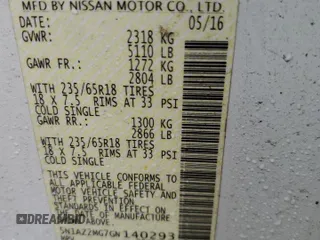 MFD BY NISSAN MOTOR CO., LTD.
DATE: 05/16
GVWR: 2318 KG
5110 LB
GAWR FR.: 1272 KG
2804 LB
WITH 235/65R18 TIRES
18 X 7.5 RIMS AT 33 PSI
COLD SINGLE
GAWR RR.: 1300 KG
2866 LB
WITH 235/65R18 TIRES
18 X 7.5 RIMS AT 33 PSI
COLD SINGLE
THIS VEHICLE CONFORMS TO
ALL APPLICABLE FEDERAL
MOTOR VEHICLE SAFETY AND
THEFT PREVENTION
STANDARDS IN EFFECT ON
THE DATE OF MANUFACTURE
SHOWN ABOVE.
5N1AZ2MG7GN140293
MPV
DREAMBID